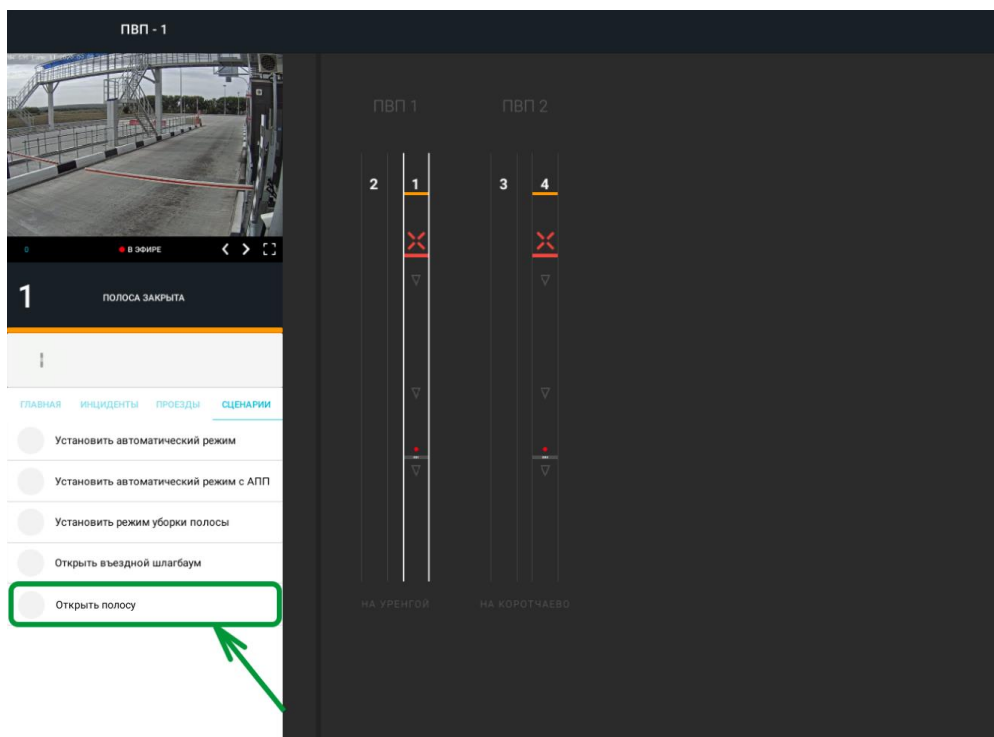 ПВП - 1
ПВП 1
ПВП 2
2
1
3
4
0
В ЭФИРЕ
1
ПОЛОСА ЗАКРЫТА
ГЛАВНАЯ
ИНЦИДЕНТЫ
ПРОЕЗДЫ
СЦЕНАРИИ
Установить автоматический режим
Установить автоматический режим с АПП
Установить режим уборки полосы
Открыть въездной шлагбаум
Открыть полосу
НА УРЕНГОЙ
НА КОРОТЧАЕВО